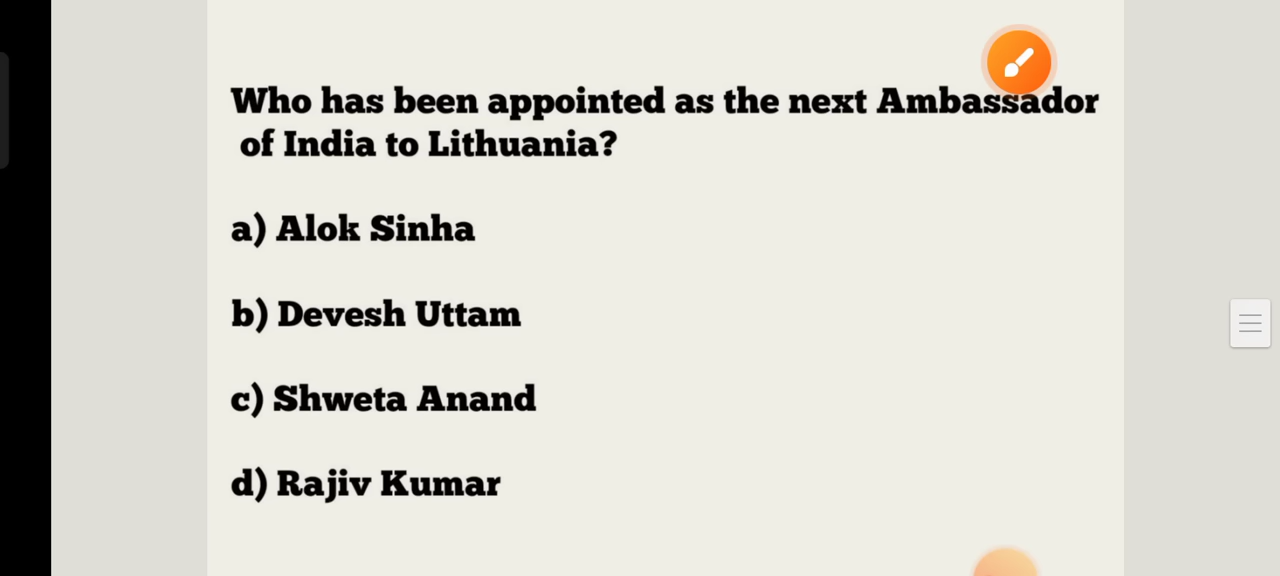 Who has been appointed as the next Ambassador
of India to Lithuania?
a) Alok Sinha
b) Devesh Uttam
c) Shweta Anand
d) Rajiv Kumar